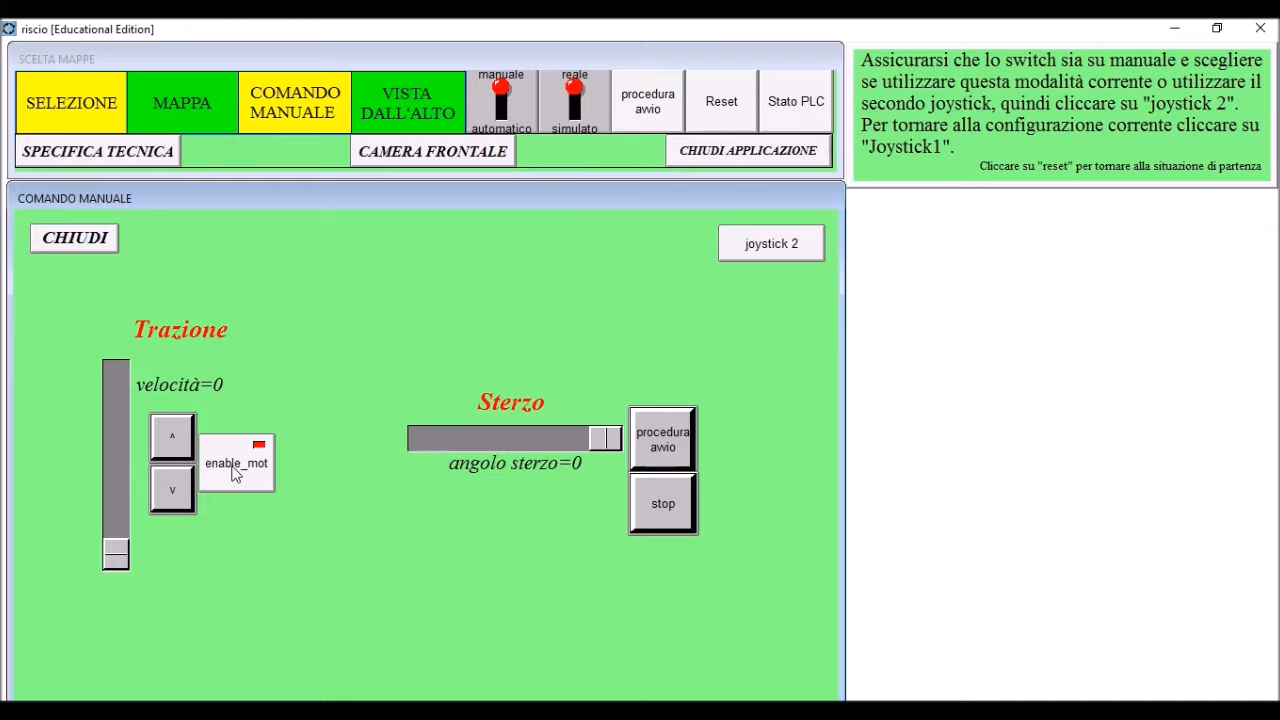 riscio [Educational Edition]
SCELTA MAPPE
SELEZIONE
MAPPA
COMANDO
MANUALE
VISTA
DALL'ALTO
manuale
automatico
reale
simulato
procedura
avvio
Reset
Stato PLC
SPECIFICA TECNICA
CAMERA FRONTALE
CHIUDI APPLICAZIONE
Assicurarsi che lo switch sia su manuale e scegliere
se utilizzare questa modalità corrente o utilizzare il
secondo joystick, quindi cliccare su "joystick 2".
Per tornare alla configurazione corrente cliccare su
"Joystick1".
Cliccare su "reset" per tornare alla situazione di partenza
COMANDO MANUALE
CHIUDI
joystick 2
Trazione
velocità=0
^
v
enable_mot
Sterzo
angolo sterzo=0
procedura
avvio
stop